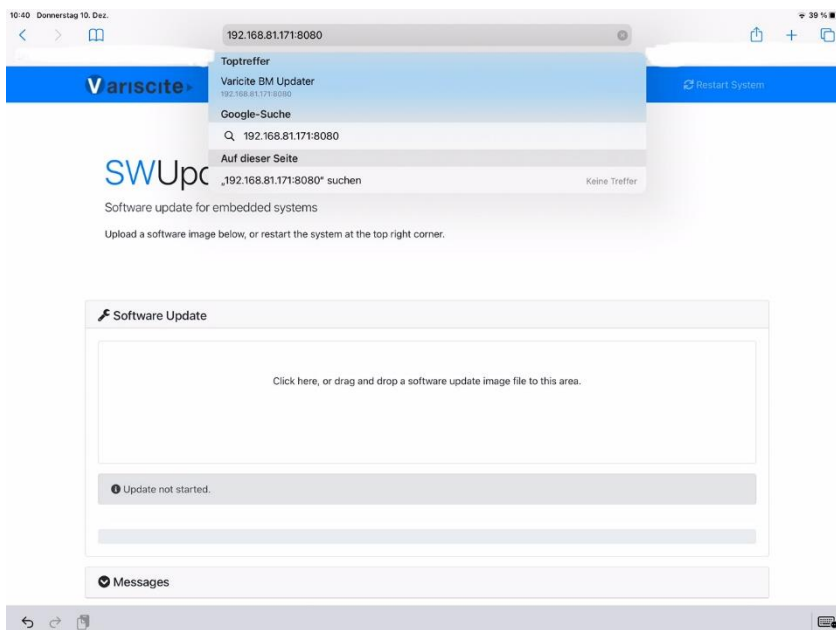 10:40 Donnerstag 10. Dez.
39 %
192.168.81.171:8080
Toptreffer
Varicite BM Updater
192.168.81.171:8080
Google-Suche
192.168.81.171:8080
Auf dieser Seite
„192.168.81.171:8080“ suchen Keine Treffer
Variscite
Restart System
SWUpd
Software update for embedded systems
Upload a software image below, or restart the system at the top right corner.
Software Update
Click here, or drag and drop a software update image file to this area.
Update not started.
Messages